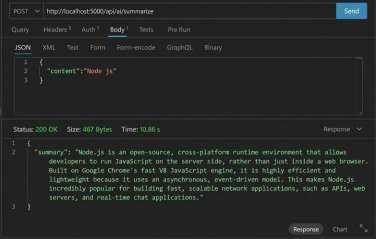 POST http://localhost:5000/api/ai/summarize Send
Query Headers 5 Auth 1 Body 1 Tests Pre Run
JSON XML Text Form Form-encode GraphQL Binary
1 {
2 "content":"Node js"
3 }
Status: 200 OK Size: 467 Bytes Time: 10.86 s Response
1 {
2 "summary": "Node.js is an open-source, cross-platform runtime environment that allows
developers to run JavaScript on the server side, rather than just inside a web browser.
Built on Google Chrome's fast V8 JavaScript engine, it is highly efficient and
lightweight because it uses an asynchronous, event-driven model. This makes Node.js
incredibly popular for building fast, scalable network applications, such as APIs, web
servers, and real-time chat applications."
3 }
Response Chart